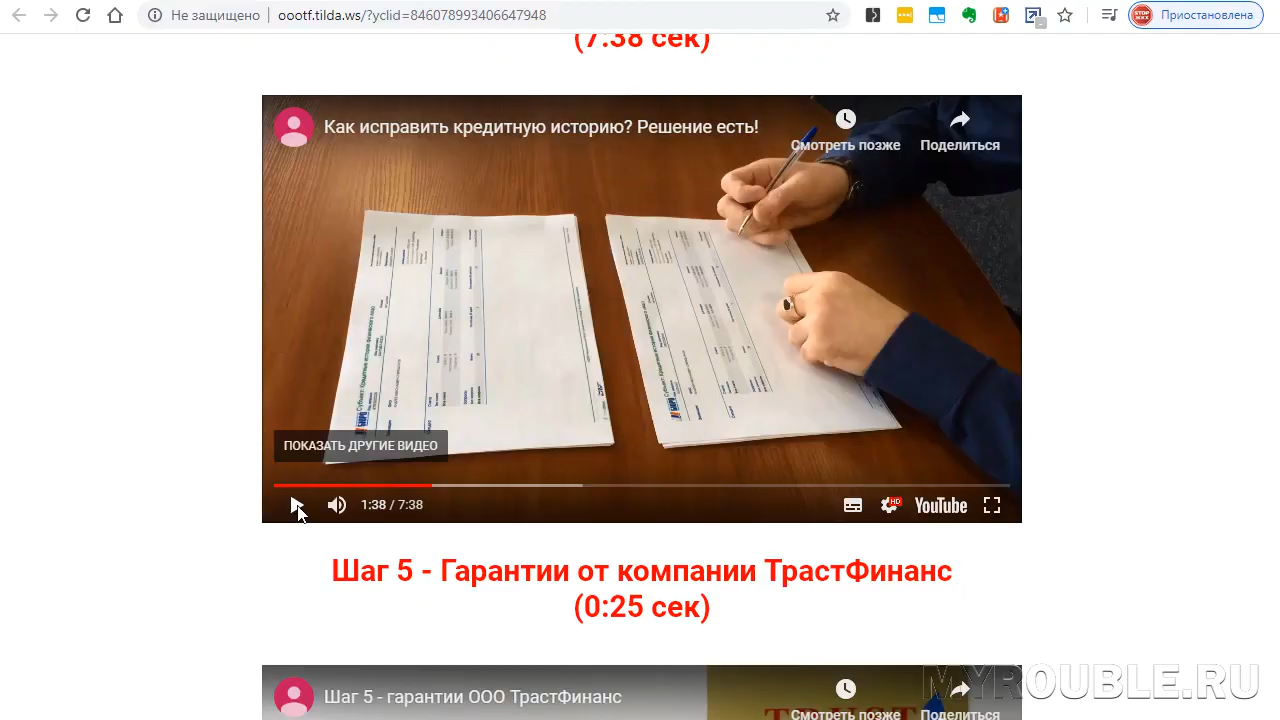 Не защищено
oootf.tilda.ws/?yclid=846078993406647948
Приостановлена
(7:38 сек)
Как исправить кредитную историю? Решение есть!
Смотреть позже
Поделиться
ПОКАЗАТЬ ДРУГИЕ ВИДЕО
1:38 / 7:38
HD
YouTube
Шаг 5 - Гарантии от компании ТрастФинанс
(0:25 сек)
Шаг 5 - гарантии ООО ТрастФинанс
Смотреть позже
Поделиться
MYROUBLE.RU